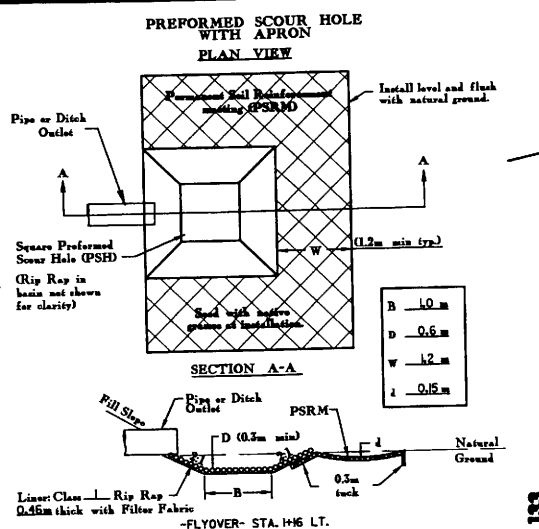 PREFORMED SCOUR HOLE
WITH APRON
PLAN VIEW
Permanent Soil Reinforcement
matting (PSRM)
Install level and flush
with natural ground.
Pipe or Ditch
Outlet
A
A
Square Preformed
Scour Hole (PSH)
(Rip Rap in
basin not shown
for clarity)
W
(1.2m min typ.)
Seed with native
grasses at installation.
B 1.0 m
D 0.6 m
W 1.2 m
d 0.15 m
SECTION A-A
Fill Slope
Pipe or Ditch
Outlet
D (0.3m min)
PSRM
d
Natural
Ground
B
0.3m
tuck
Liner: Class I Rip Rap
0.46m thick with Filter Fabric
-FLYOVER- STA. 1+16 LT.